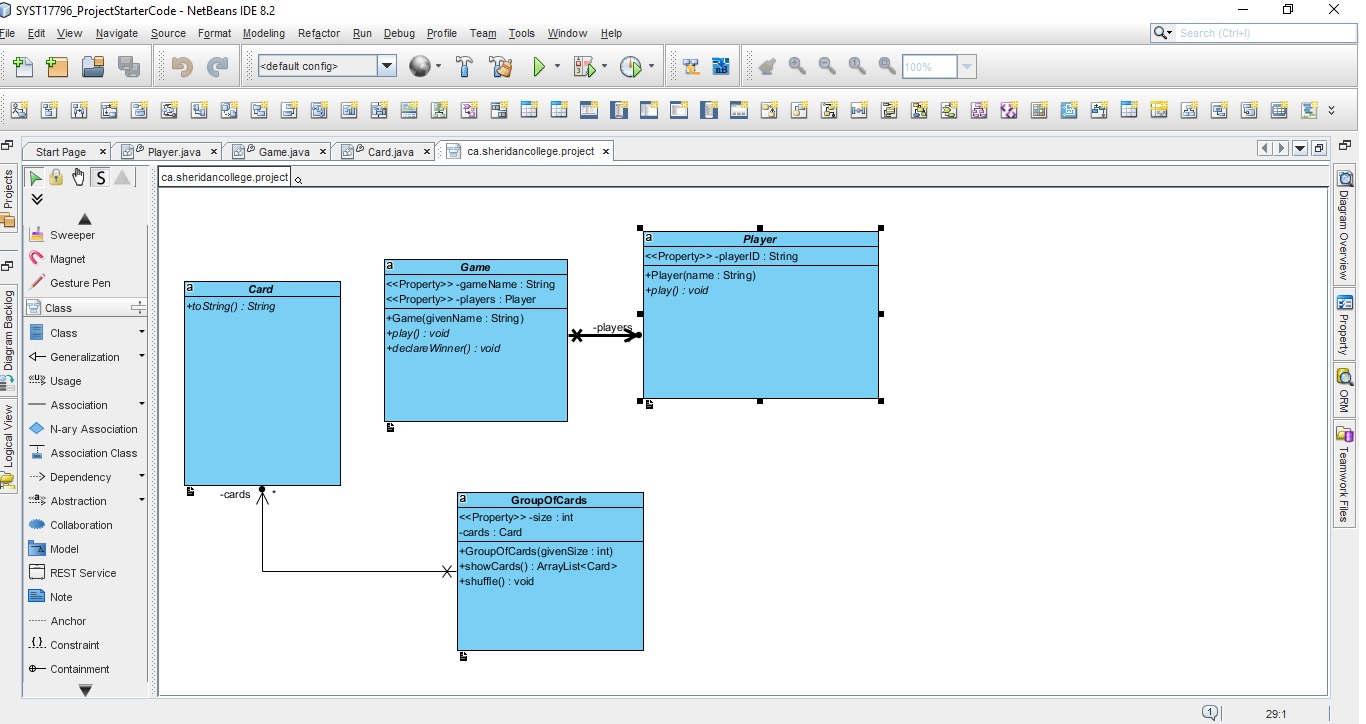 SYST17796_ProjectStarterCode - NetBeans IDE 8.2
File Edit View Navigate Source Format Modeling Refactor Run Debug Profile Team Tools Window Help
Search (Ctrl+I)
<default config>
100%
Start Page
Player.java
Game.java
Card.java
ca.sheridancollege.project
Projects
Diagram Backlog
Logical View
S
Sweeper
Magnet
Gesture Pen
Class
Class
Generalization
Usage
Association
N-ary Association
Association Class
Dependency
Abstraction
Collaboration
Model
REST Service
Note
Anchor
Constraint
Containment
ca.sheridancollege.project
a
Card
+toString() : String
a
Game
<<Property>> -gameName : String
<<Property>> -players : Player
+Game(givenName : String)
+play() : void
+declareWinner() : void
-players
a
Player
<<Property>> -playerID : String
+Player(name : String)
+play() : void
-cards *
a
GroupOfCards
<<Property>> -size : int
-cards : Card
+GroupOfCards(givenSize : int)
+showCards() : ArrayList<Card>
+shuffle() : void
Diagram Overview
Property
ORM
Teamwork Files
1
29:1